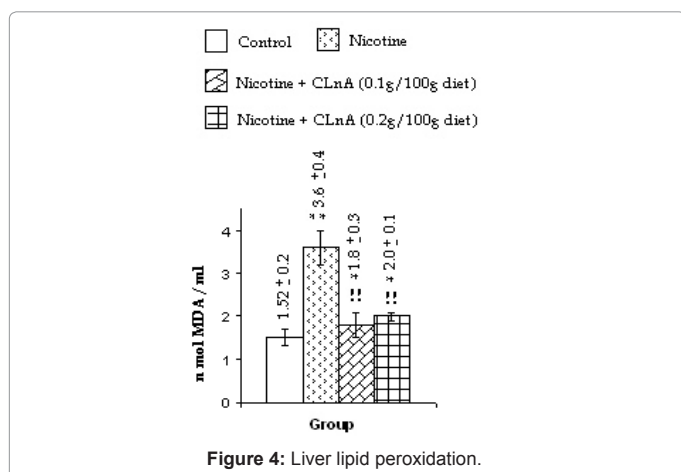 Control Nicotine
Nicotine + CLnA (0.1g/100g diet)
Nicotine + CLnA (0.2g/100g diet)
1.52 ± 0.2
* * 3.6 ± 0.4
!! * 1.8 ± 0.3
!! * 2.0 ± 0.1
n mol MDA / ml
4
3
2
1
0
Group
Figure 4: Liver lipid peroxidation.